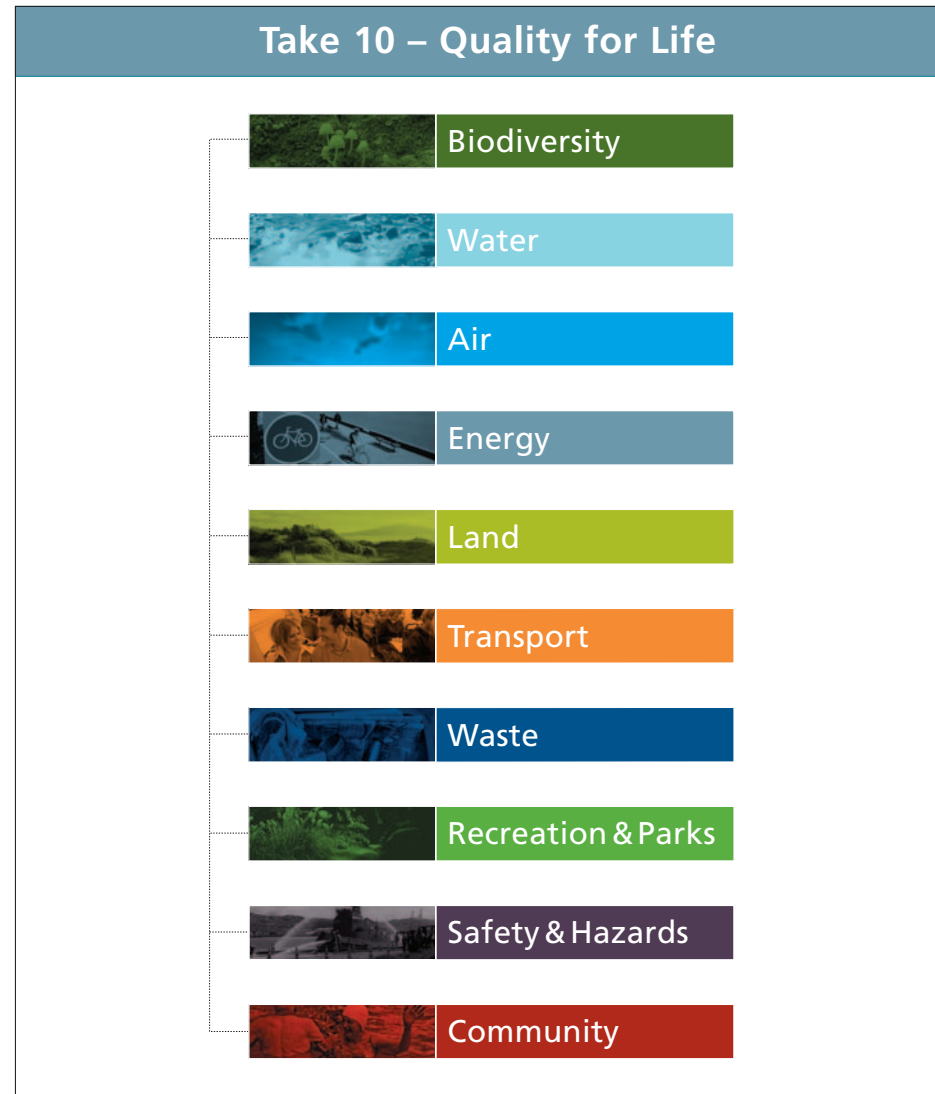 Take 10 – Quality for Life
Biodiversity
Water
Air
Energy
Land
Transport
Waste
Recreation & Parks
Safety & Hazards
Community